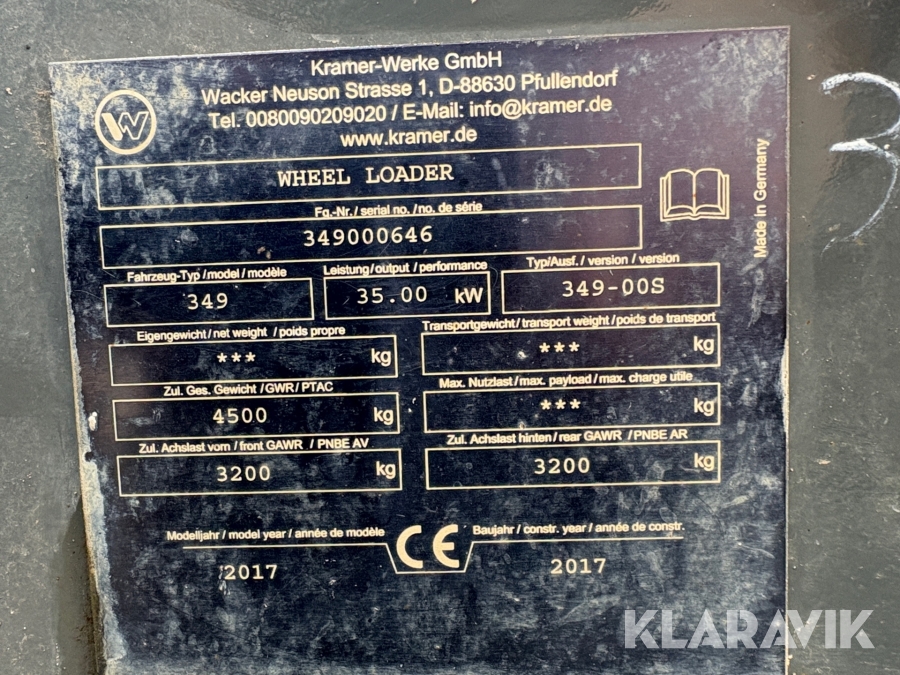 Kramer-Werke GmbH
Wacker Neuson Strasse 1, D-88630 Pfullendorf
Tel. 0080090209020 / E-Mail: info@kramer.de
www.kramer.de
WHEEL LOADER
Made in Germany
3
Fg.-Nr. / serial no. / no. de série
349000646
Fahrzeug-Typ / model / modèle
Leistung / output / performance
Typ/Ausf. / version / version
349
35.00 kW
349-00S
Eigengewicht / net weight / poids propre
Transportgewicht / transport weight / poids de transport
*** kg
*** kg
Zul. Ges. Gewicht / GWR / PTAC
Max. Nutzlast / max. payload / max. charge utile
4500 kg
*** kg
Zul. Achslast vorn / front GAWR / PNBE AV
Zul. Achslast hinten / rear GAWR / PNBE AR
3200 kg
3200 kg
Modelljahr / model year / année de modèle
CE
Baujahr / constr. year / année de constr.
2017
2017
KLARAVIK